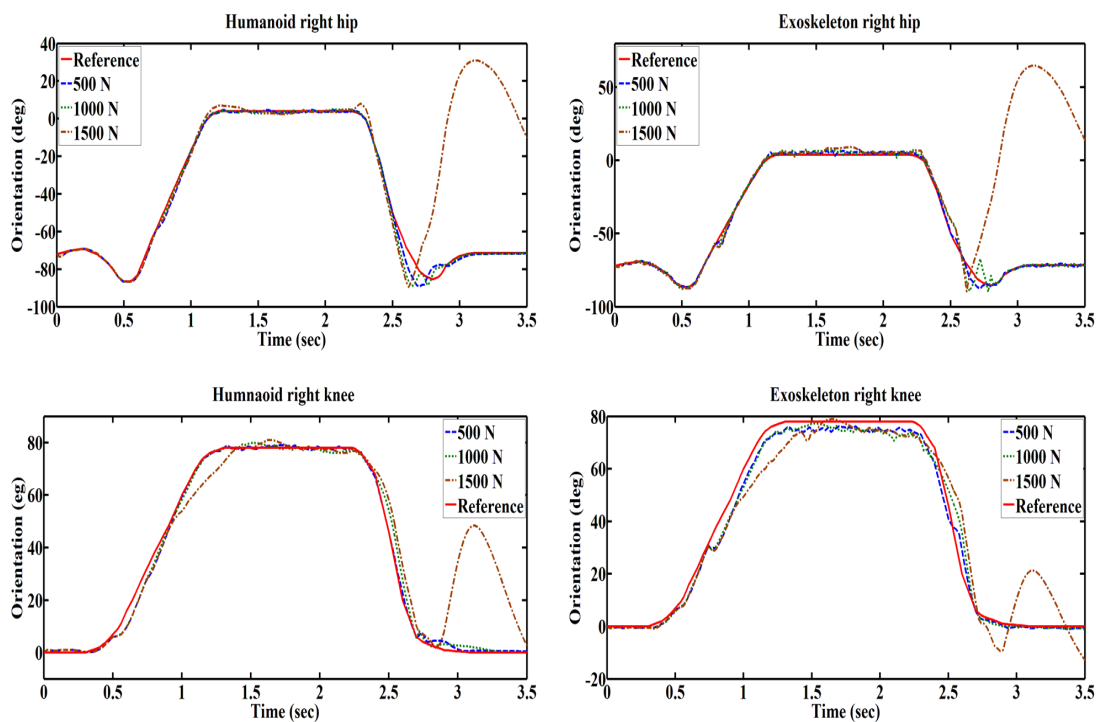 Humanoid right hip
Orientation (deg)
40
20
0
-20
-40
-60
-80
-100
Reference
500 N
1000 N
1500 N
0 0.5 1 1.5 2 2.5 3 3.5
Time (sec)
Exoskeleton right hip
Orientation (deg)
50
0
-50
-100
Reference
500 N
1000 N
1500 N
0 0.5 1 1.5 2 2.5 3 3.5
Time (sec)
Humnaoid right knee
Orientation (eg)
80
60
40
20
0
500 N
1000 N
1500 N
Reference
0 0.5 1 1.5 2 2.5 3 3.5
Time (sec)
Exoskeleton right knee
Orientation (deg)
80
60
40
20
0
-20
500 N
1000 N
1500 N
Reference
0 0.5 1 1.5 2 2.5 3 3.5
Time (sec)